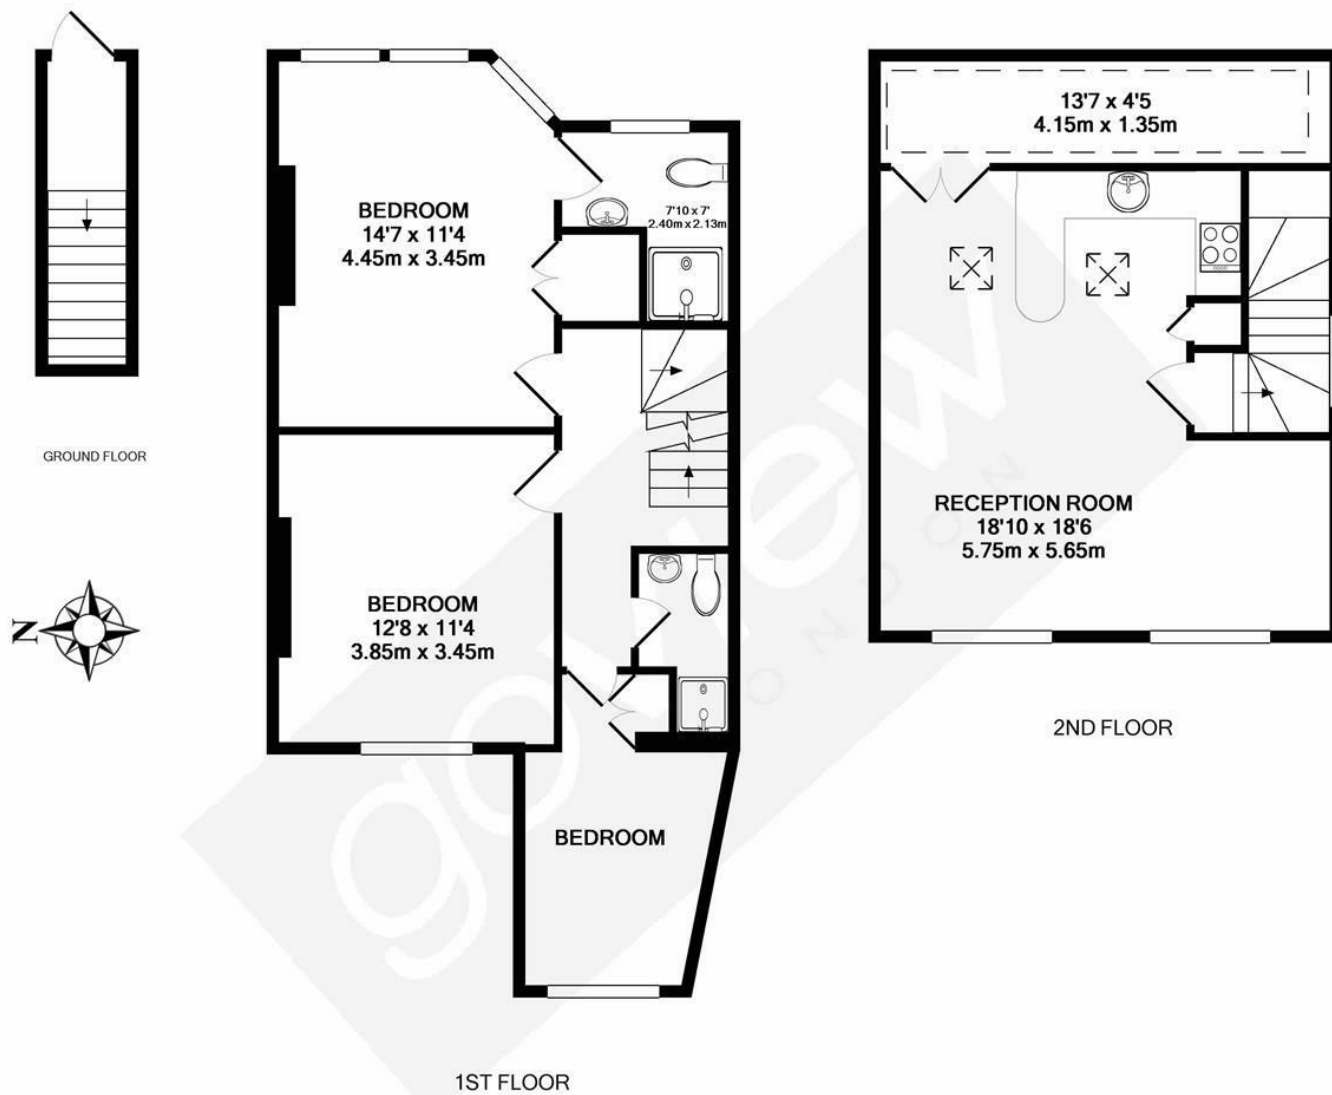 GROUND FLOOR
N
BEDROOM
14'7 x 11'4
4.45m x 3.45m
7'10 x 7'
2.40m x 2.13m
BEDROOM
12'8 x 11'4
3.85m x 3.45m
BEDROOM
1ST FLOOR
13'7 x 4'5
4.15m x 1.35m
RECEPTION ROOM
18'10 x 18'6
5.75m x 5.65m
2ND FLOOR
goview
LONDON